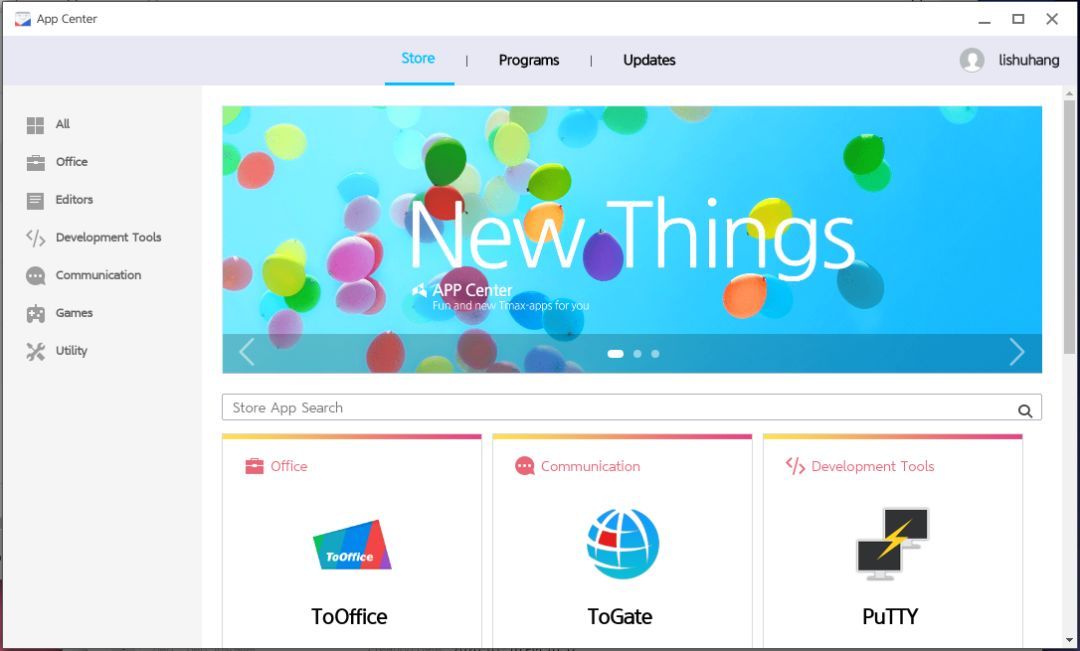 App Center
Store | Programs | Updates
lishuhang
All
Office
Editors
Development Tools
Communication
Games
Utility
New Things
APP Center
Fun and new Tmax-apps for you
Store App Search
Office
ToOffice
ToOffice
Communication
ToGate
Development Tools
PuTTY